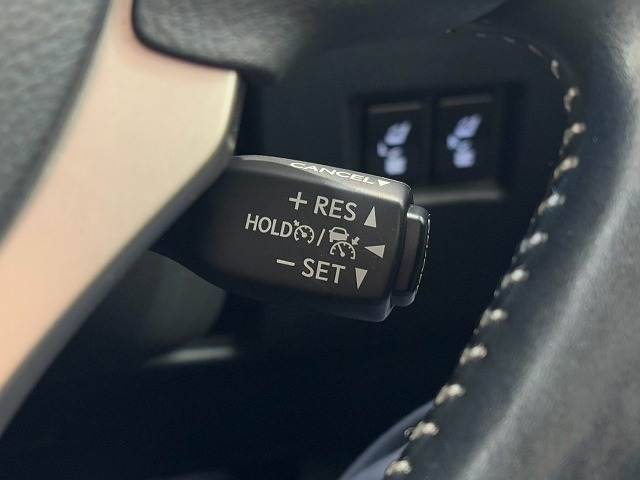 CANCEL▼
+ RES ▲
HOLD / ◀
− SET ▼